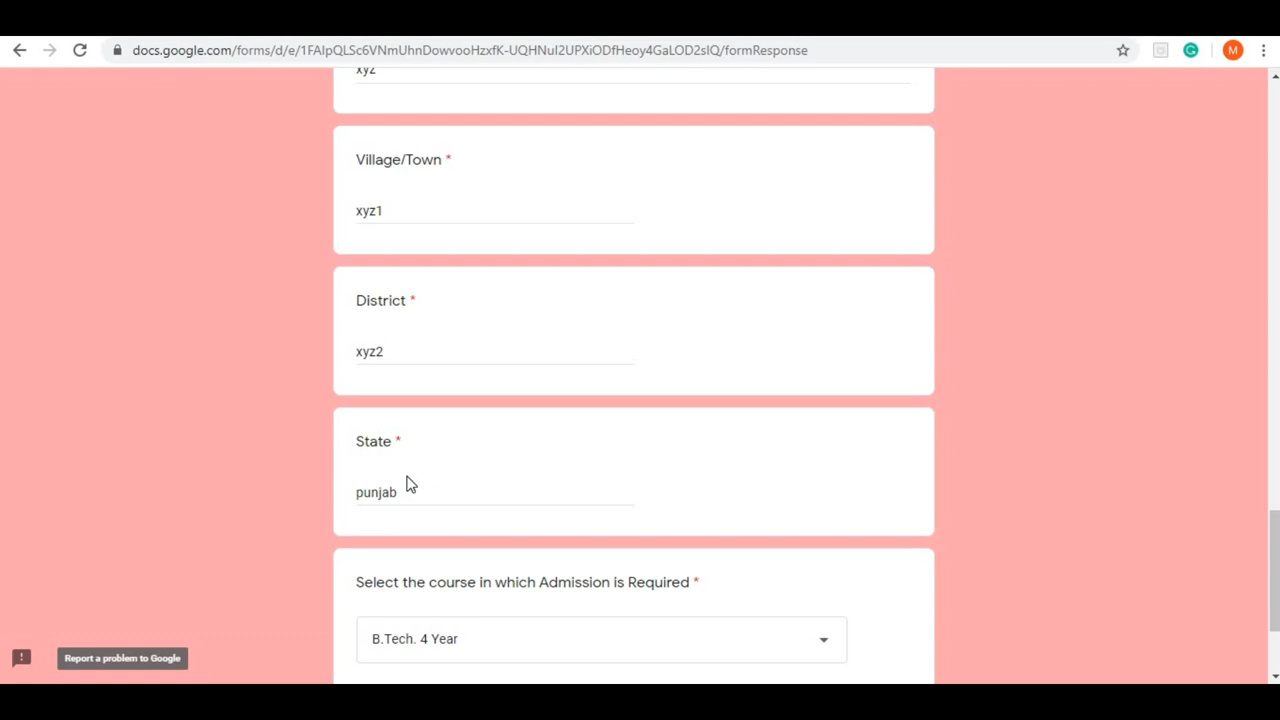 docs.google.com/forms/d/e/1FAIpQLSc6VNmUhnDowvooHzxfK-UQHNul2UPXiODfHeoy4GaLOD2sIQ/formResponse
M
xyz
Village/Town *
xyz1
District *
xyz2
State *
punjab
Select the course in which Admission is Required *
B.Tech. 4 Year
!
Report a problem to Google